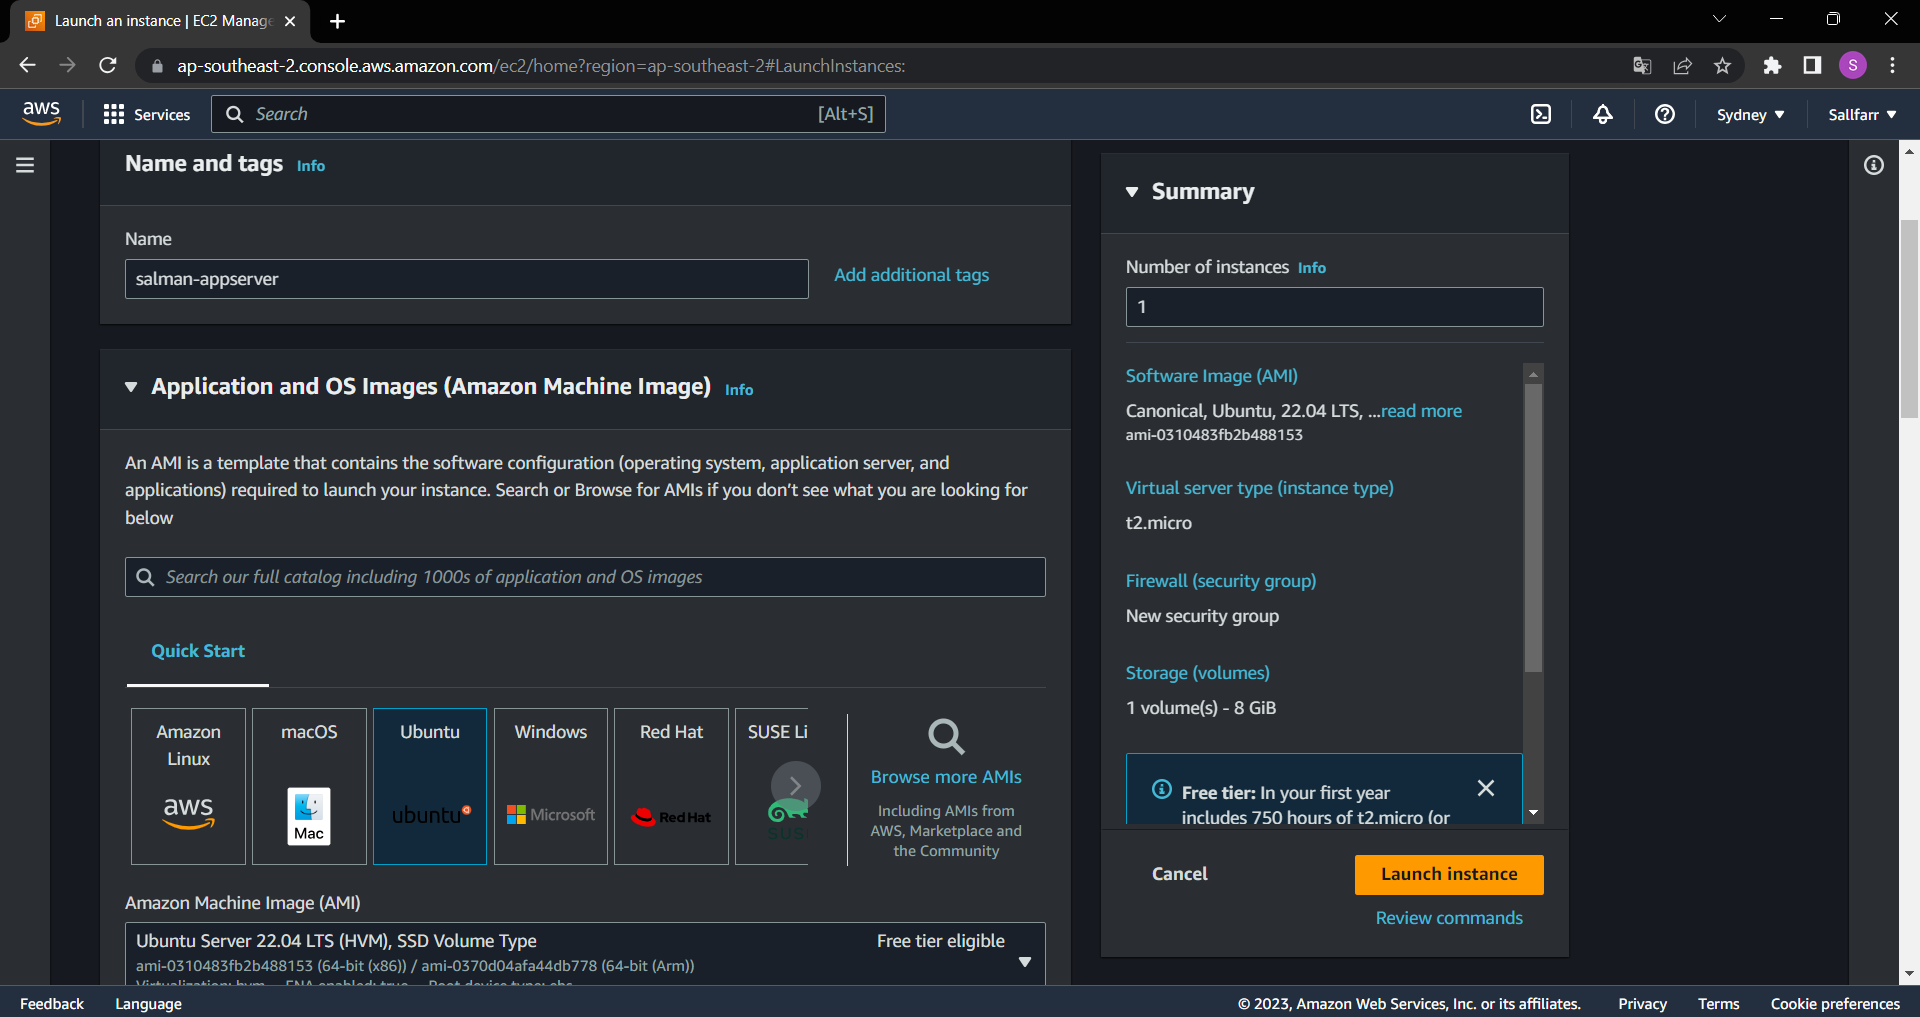 Launch an instance | EC2 Manage
ap-southeast-2.console.aws.amazon.com/ec2/home?region=ap-southeast-2#LaunchInstances:
S
aws
Services
Search
[Alt+S]
Sydney
Sallfarr
Name and tags Info
Name
salman-appserver
Add additional tags
Application and OS Images (Amazon Machine Image) Info
An AMI is a template that contains the software configuration (operating system, application server, and
applications) required to launch your instance. Search or Browse for AMIs if you don't see what you are looking for
below
Search our full catalog including 1000s of application and OS images
Quick Start
Amazon
Linux
aws
macOS
Mac
Ubuntu
ubuntu
Windows
Microsoft
Red Hat
Red Hat
SUSE Li
SUS
Browse more AMIs
Including AMIs from
AWS, Marketplace and
the Community
Amazon Machine Image (AMI)
Ubuntu Server 22.04 LTS (HVM), SSD Volume Type
Free tier eligible
ami-0310483fb2b488153 (64-bit (x86)) / ami-0370d04afa44db778 (64-bit (Arm))
Virtualization: hvm ENA enabled: true Root device type: ebs
Summary
Number of instances Info
1
Software Image (AMI)
Canonical, Ubuntu, 22.04 LTS, ...read more
ami-0310483fb2b488153
Virtual server type (instance type)
t2.micro
Firewall (security group)
New security group
Storage (volumes)
1 volume(s) - 8 GiB
Free tier: In your first year
includes 750 hours of t2.micro (or
Cancel
Launch instance
Review commands
Feedback
Language
© 2023, Amazon Web Services, Inc. or its affiliates.
Privacy
Terms
Cookie preferences